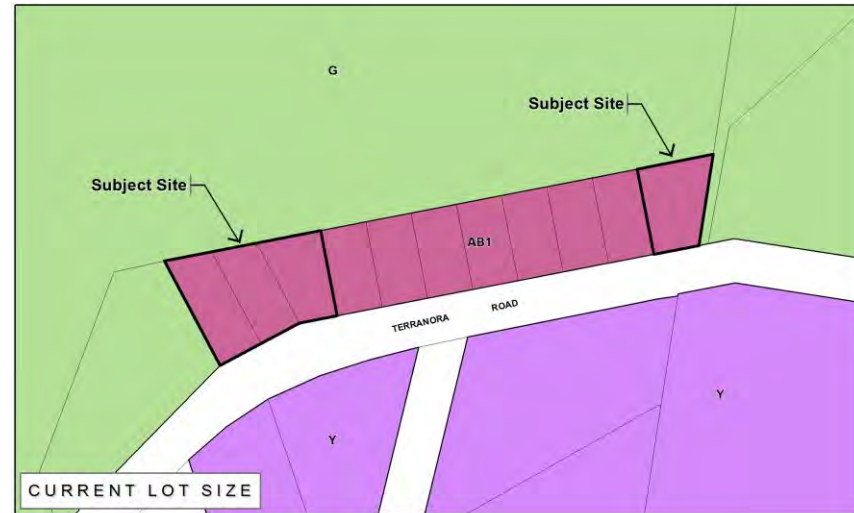 G
Subject Site
Subject Site
AB1
TERRANORA ROAD
Y
Y
CURRENT LOT SIZE